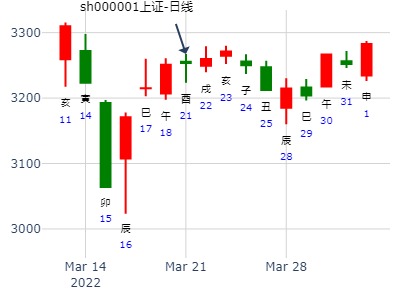 sh000001上证-日线
3300
3200
3100
3000
亥
11
寅
14
卯
15
辰
16
巳
17
午
18
酉
21
戌
22
亥
23
子
24
丑
25
辰
28
巳
29
午
30
未
31
申
1
Mar 14
2022
Mar 21
Mar 28